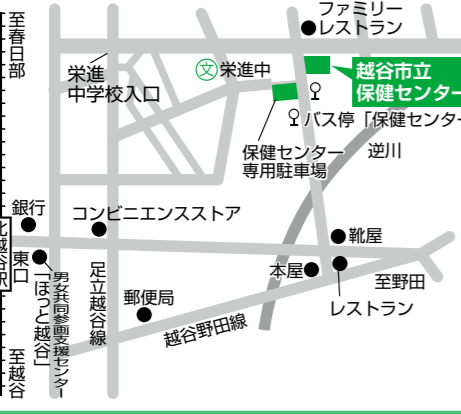 至春日部
ファミリー
レストラン
栄進
中学校入口
文 栄進中
越谷市立
保健センター
バス停「保健センター
保健センター
専用駐車場
逆川
銀行
コンビニエンスストア
北越谷駅
東口
男女共同参画支援センター
「ほっと越谷」
足立越谷線
靴屋
本屋
至野田
レストラン
郵便局
越谷野田線
至越谷